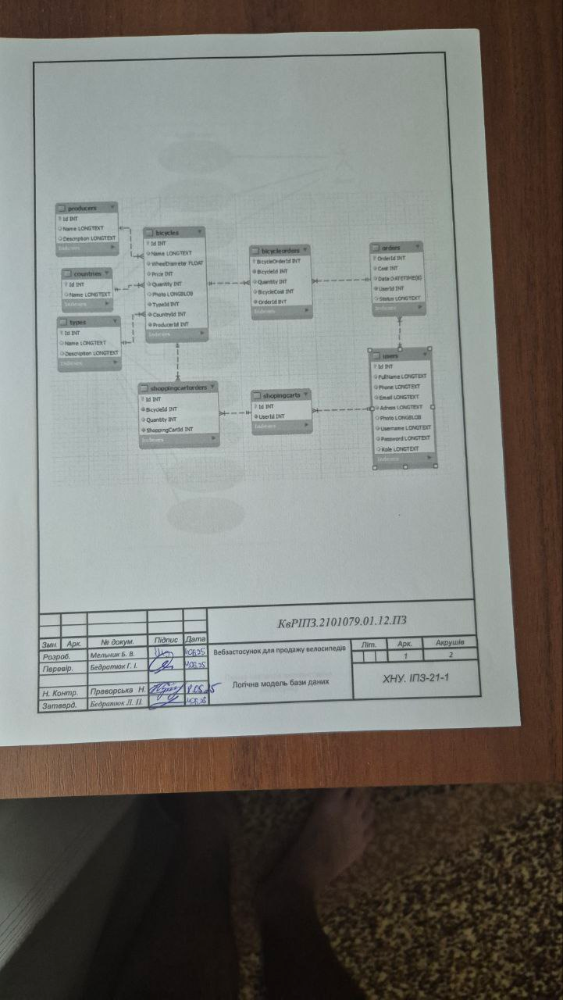 producers
Id INT
Name LONGTEXT
Description LONGTEXT
Indexes
countries
Id INT
Name LONGTEXT
Indexes
types
Id INT
Name LONGTEXT
Description LONGTEXT
Indexes
bicycles
Id INT
Name LONGTEXT
WheelDiameter FLOAT
Price INT
Quantity INT
Photo LONGBLOB
TypeId INT
CountryId INT
ProducerId INT
Indexes
bicycleorders
BicycleOrderId INT
BicycleId INT
Quantity INT
BicycleCost INT
OrderId INT
Indexes
orders
OrderId INT
Cost INT
Data DATETIME(6)
UserId INT
Status LONGTEXT
Indexes
shoppingcartorders
Id INT
BicycleId INT
Quantity INT
ShoppingCartId INT
Indexes
shopingcarts
Id INT
UserId INT
Indexes
users
Id INT
FullName LONGTEXT
Phone LONGTEXT
Email LONGTEXT
Adress LONGTEXT
Photo LONGBLOB
Username LONGTEXT
Password LONGTEXT
Role LONGTEXT
Indexes
КвРІПЗ.2101079.01.12.ПЗ
Змн. Арк. № докум. Підпис Дата
Розроб. Мельник Б. В.
Перевір. Бедратюк Г. І.
Н. Контр. Праворська Н.
Затверд. Бедратюк Л. П.
Вебзастосунок для продажу велосипедів
Логічна модель бази даних
Літ. Арк. Акрушів
1 2
ХНУ. ІПЗ-21-1